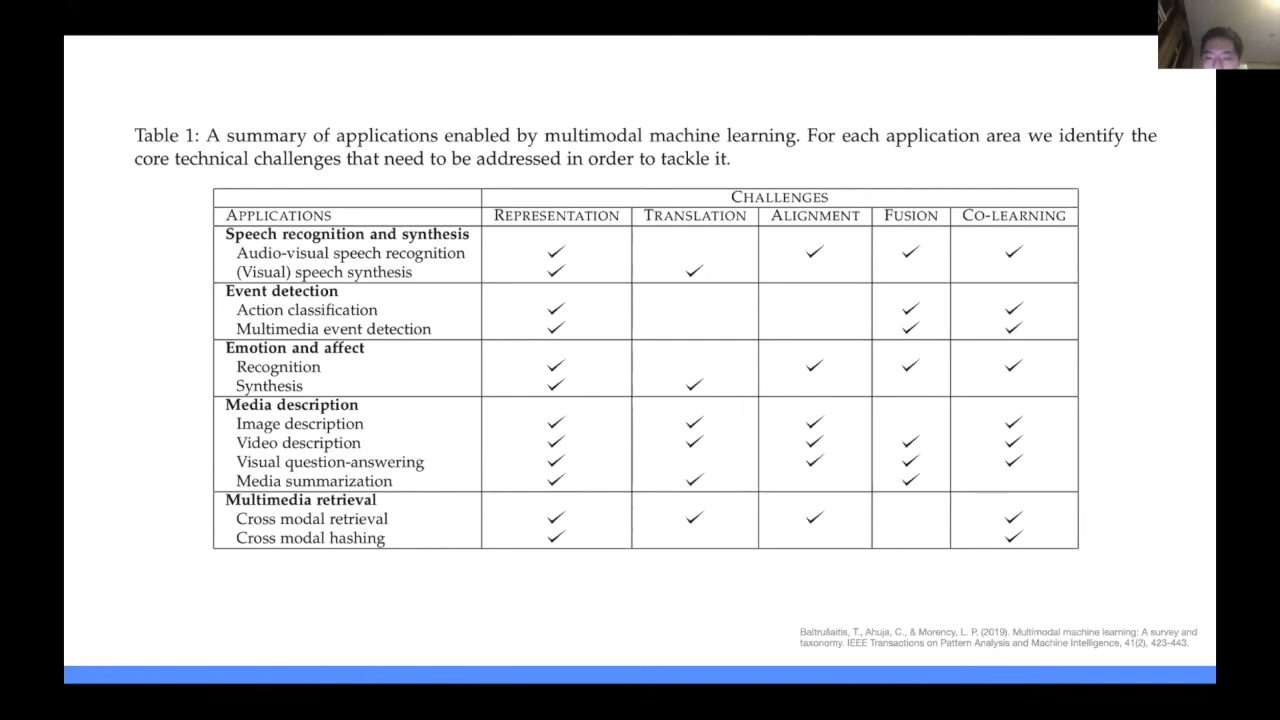 Table 1: A summary of applications enabled by multimodal machine learning. For each application area we identify the
core technical challenges that need to be addressed in order to tackle it.
CHALLENGES
APPLICATIONS REPRESENTATION TRANSLATION ALIGNMENT FUSION CO-LEARNING
Speech recognition and synthesis
Audio-visual speech recognition ✓ ✓ ✓ ✓
(Visual) speech synthesis ✓ ✓
Event detection
Action classification ✓ ✓ ✓
Multimedia event detection ✓ ✓ ✓
Emotion and affect
Recognition ✓ ✓ ✓ ✓
Synthesis ✓ ✓
Media description
Image description ✓ ✓ ✓ ✓
Video description ✓ ✓ ✓ ✓ ✓
Visual question-answering ✓ ✓ ✓ ✓
Media summarization ✓ ✓ ✓
Multimedia retrieval
Cross modal retrieval ✓ ✓ ✓ ✓
Cross modal hashing ✓ ✓
Baltrušaitis, T., Ahuja, C., & Morency, L. P. (2019). Multimodal machine learning: A survey and
taxonomy. IEEE Transactions on Pattern Analysis and Machine Intelligence, 41(2), 423-443.